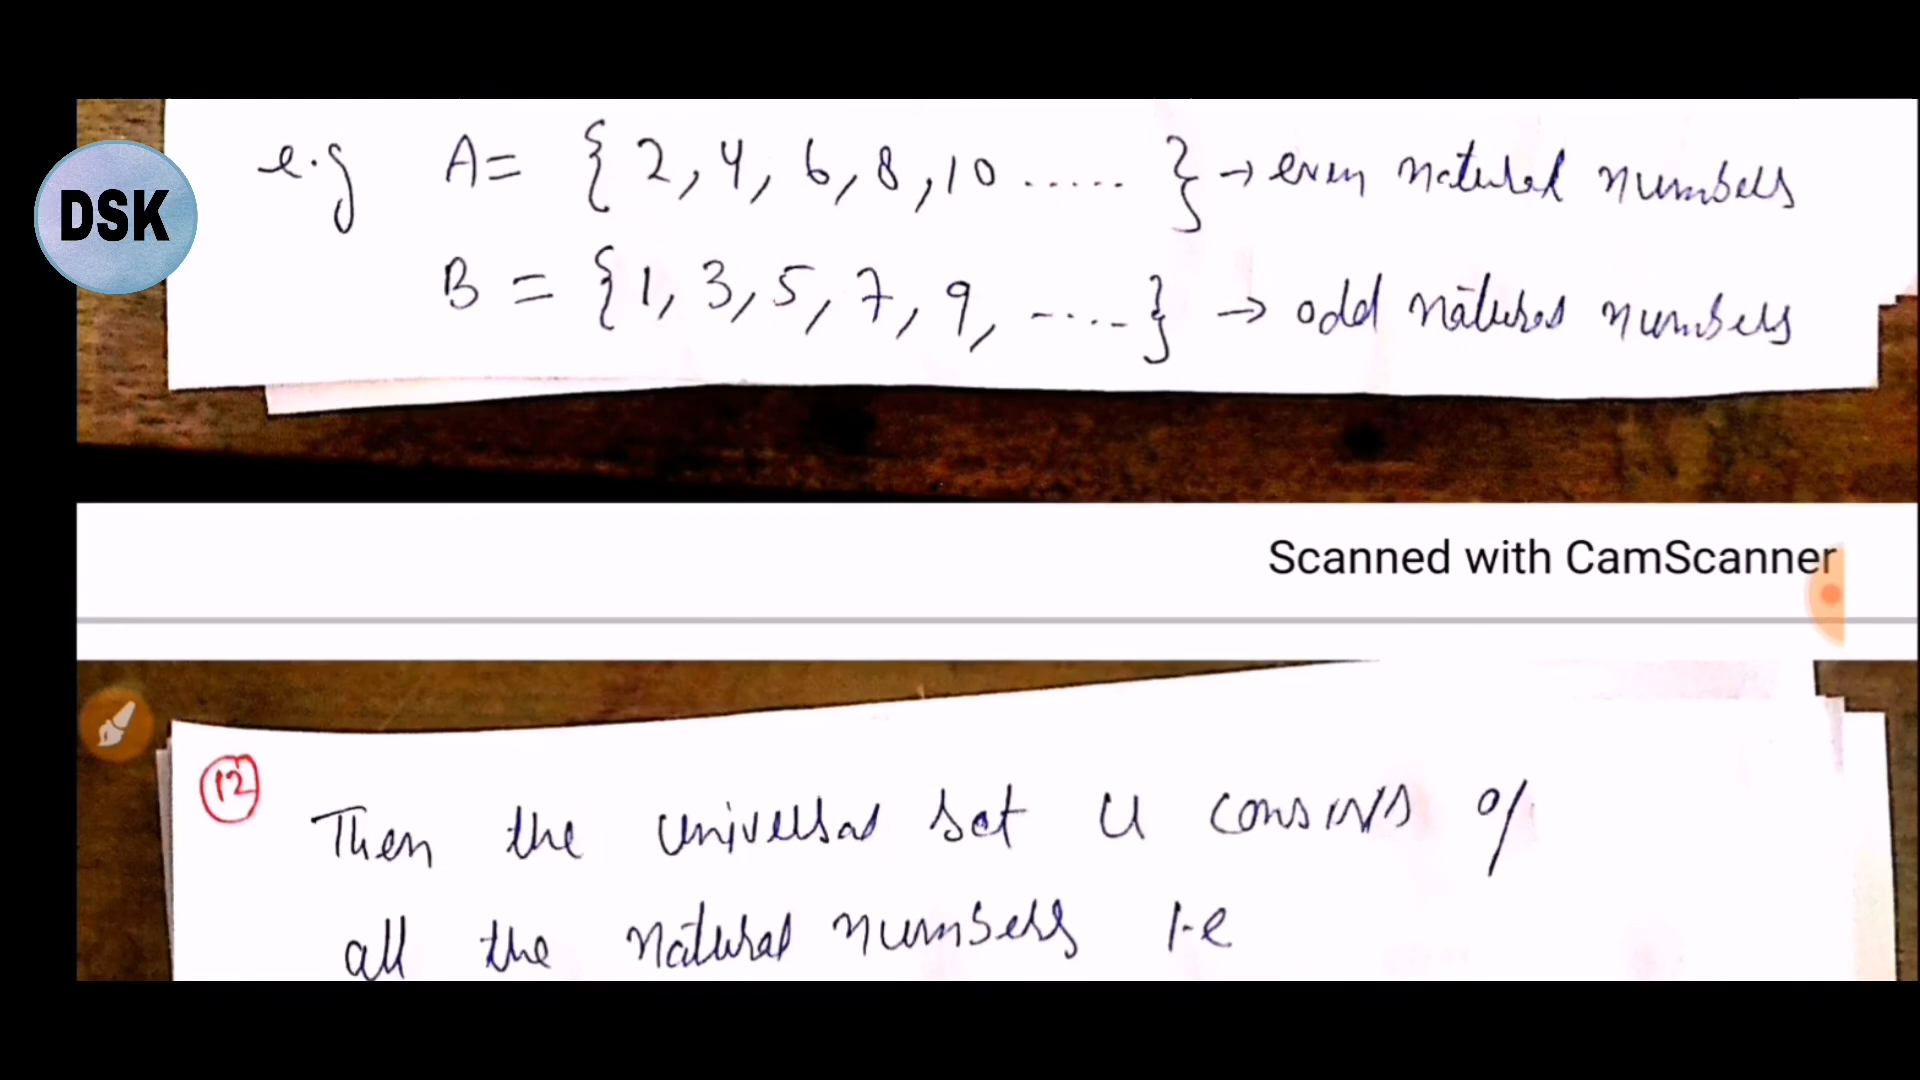 e.g A = { 2, 4, 6, 8, 10 ..... } → even natural numbers
DSK
B = { 1, 3, 5, 7, 9, ..... } → odd natural numbers
Scanned with CamScanner
12
Then the universal set U consists of
all the natural numbers i.e